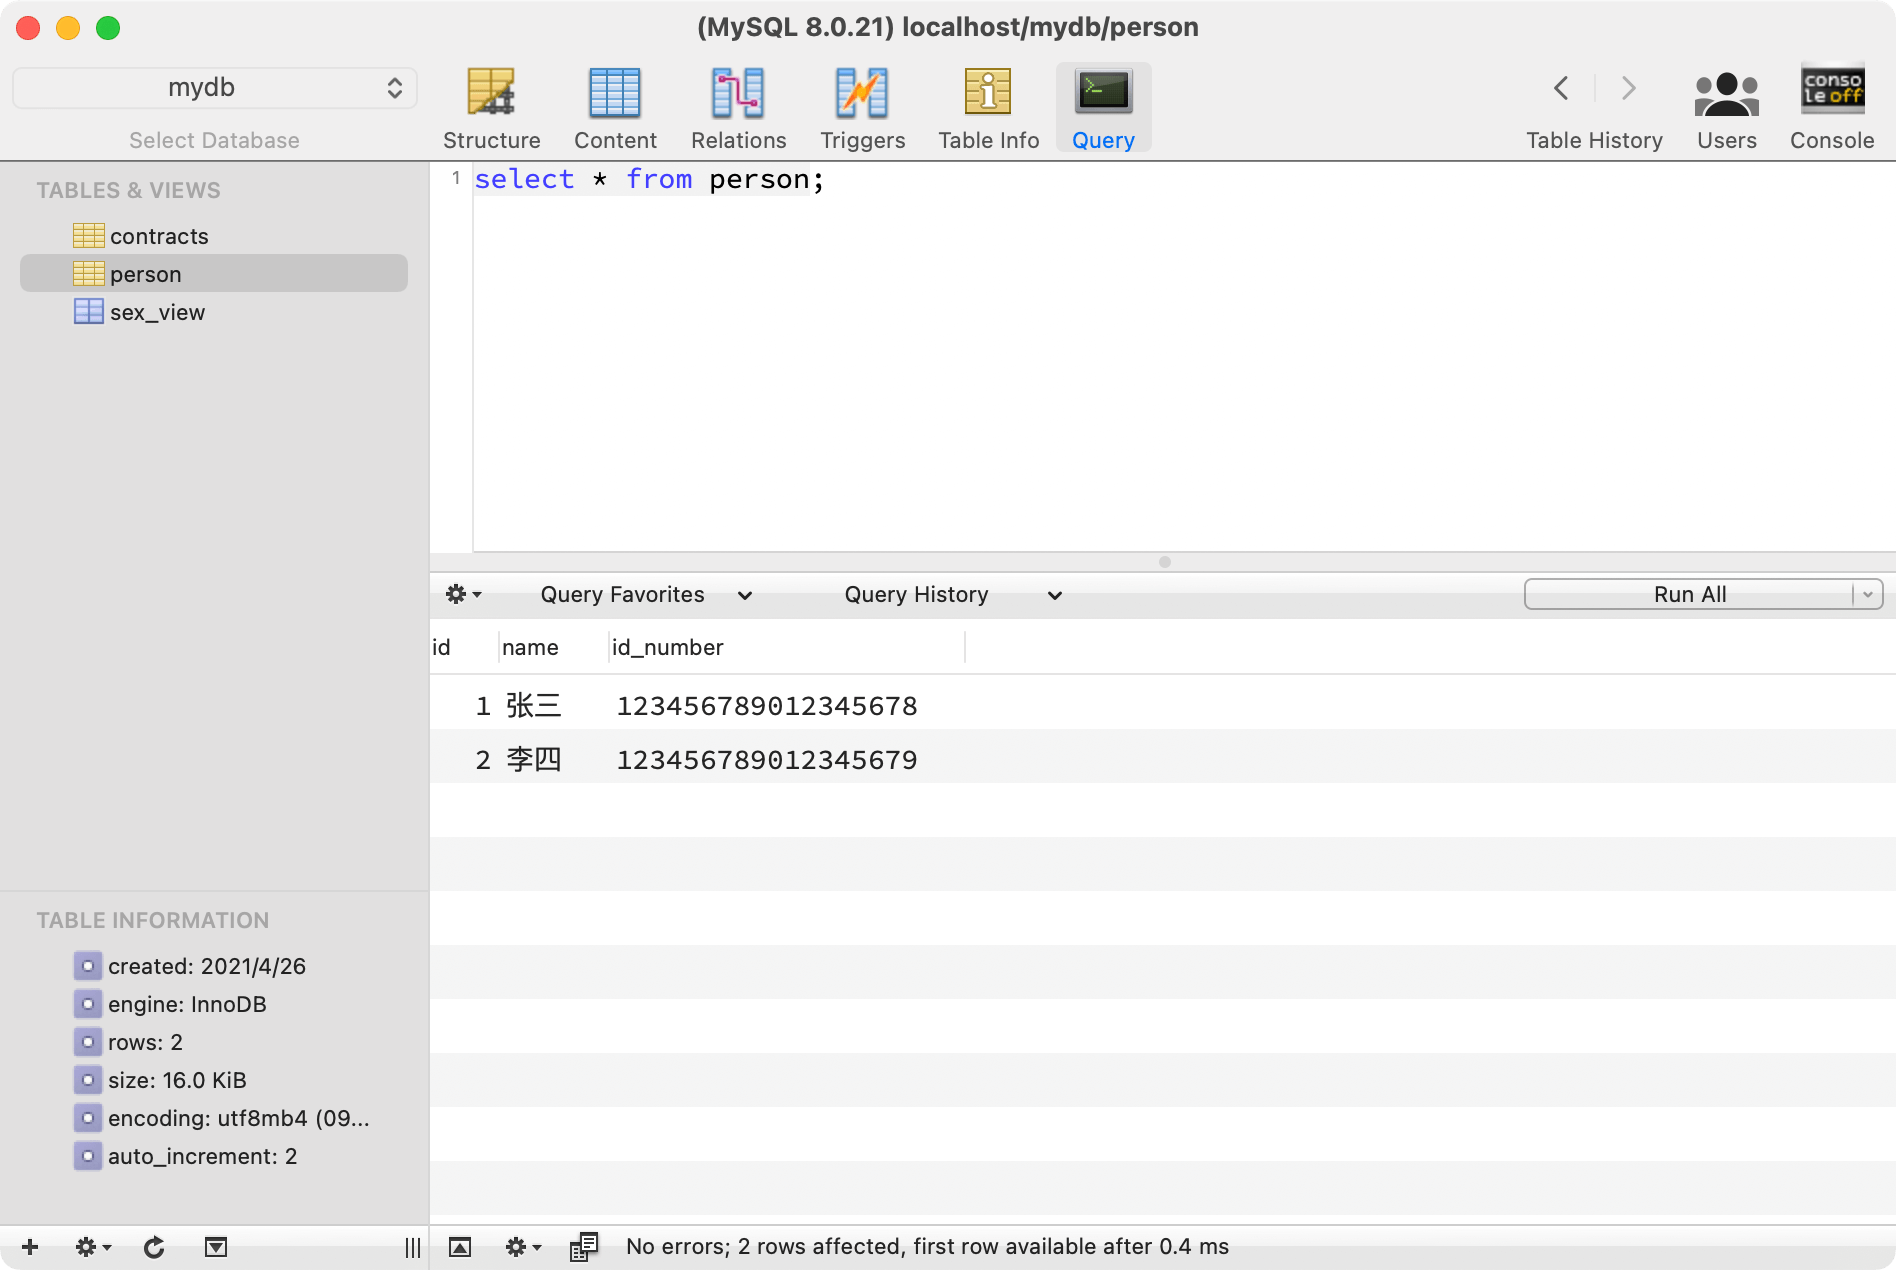 (MySQL 8.0.21) localhost/mydb/person
mydb
Select Database
Structure
Content
Relations
Triggers
Table Info
Query
Table History
Users
conso
le off
Console
TABLES & VIEWS
contracts
person
sex_view
1 select * from person;
Query Favorites
Query History
Run All
id name id_number
1 张三 123456789012345678
2 李四 123456789012345679
TABLE INFORMATION
created: 2021/4/26
engine: InnoDB
rows: 2
size: 16.0 KiB
encoding: utf8mb4 (09...
auto_increment: 2
No errors; 2 rows affected, first row available after 0.4 ms